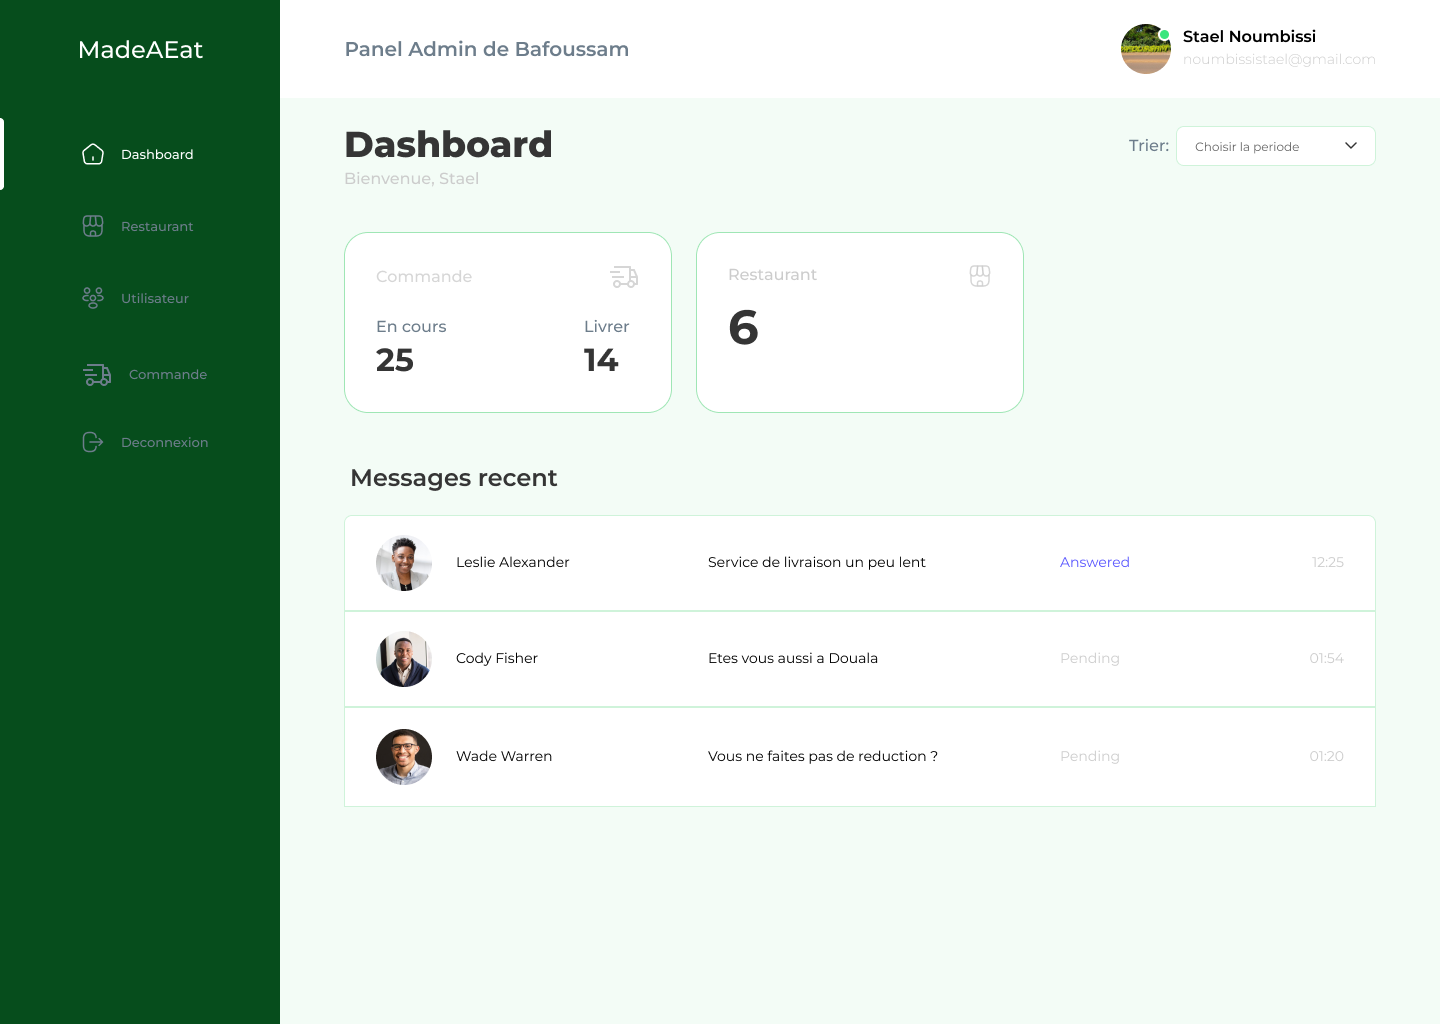 MadeAEat
Dashboard
Restaurant
Utilisateur
Commande
Deconnexion
Panel Admin de Bafoussam
Stael Noumbissi
noumbissistael@gmail.com
Dashboard
Bienvenue, Stael
Trier:
Choisir la periode
Commande
En cours
Livrer
25
14
Restaurant
6
Messages recent
Leslie Alexander
Service de livraison un peu lent
Answered
12:25
Cody Fisher
Etes vous aussi a Douala
Pending
01:54
Wade Warren
Vous ne faites pas de reduction ?
Pending
01:20